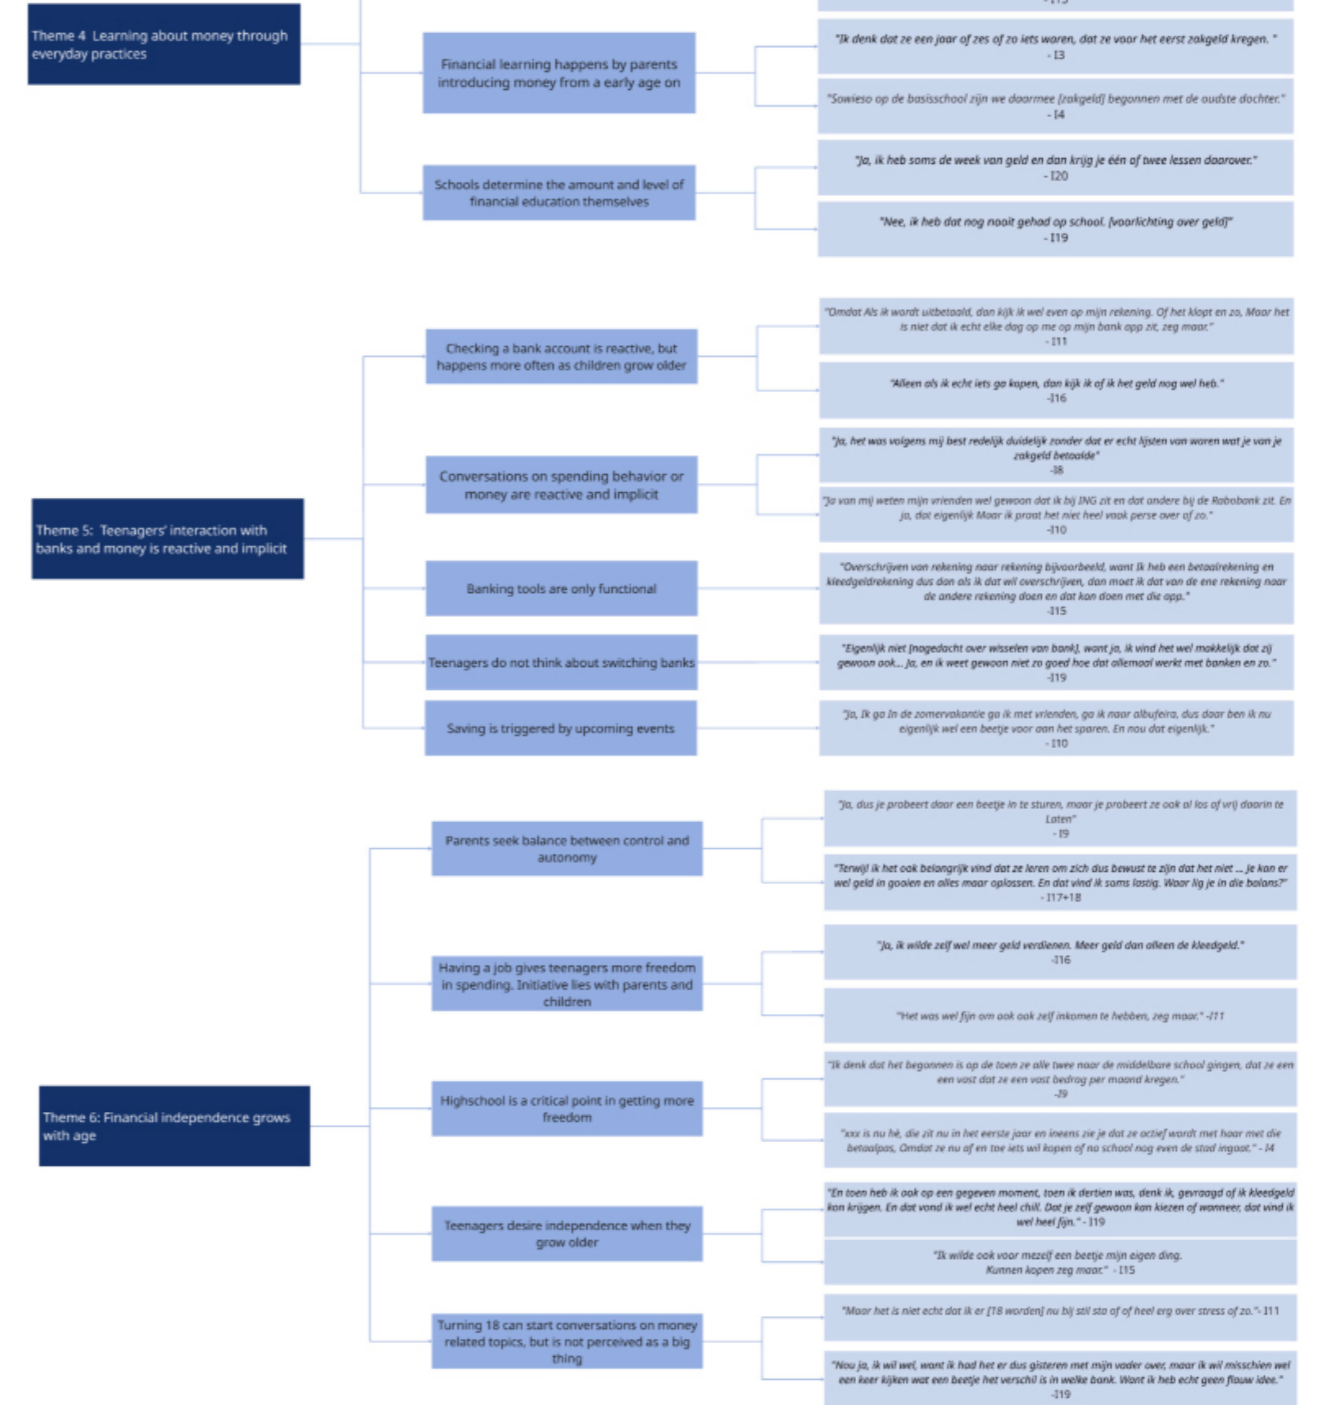 - I15
Theme 4  Learning about money through
everyday practices
Financial learning happens by parents
introducing money from a early age on
"Ik denk dat ze een jaar of zes of zo iets waren, dat ze voor het eerst zakgeld kregen. "
- I3
"Sowieso op de basisschool zijn we daarmee [zakgeld] begonnen met de oudste dochter."
- I4
Schools determine the amount and level of
financial education themselves
"Ja, ik heb soms de week van geld en dan krijg je één of twee lessen daarover."
- I20
"Nee, ik heb dat nog nooit gehad op school. [voorlichting over geld]"
- I19
Theme 5:  Teenagers' interaction with
banks and money is reactive and implicit
Checking a bank account is reactive, but
happens more often as children grow older
"Omdat Als ik wordt uitbetaald, dan kijk ik wel even op mijn rekening. Of het klopt en zo, Maar het
is niet dat ik echt elke dag op me op mijn bank app zit, zeg maar."
- I11
"Alleen als ik echt iets ga kopen, dan kijk ik of ik het geld nog wel heb."
-I16
Conversations on spending behavior or
money are reactive and implicit
"Ja, het was volgens mij best redelijk duidelijk zonder dat er echt lijsten van waren wat je van je
zakgeld betaalde"
-I8
"Ja van mij weten mijn vrienden wel gewoon dat ik bij ING zit en dat andere bij de Rabobank zit. En
ja, dat eigenlijk Maar ik praat het niet heel vaak perse over of zo."
-I10
Banking tools are only functional
"Overschrijven van rekening naar rekening bijvoorbeeld, want Ik heb een betaalrekening en
kleedgeldrekening dus dan als ik dat wil overschrijven, dan moet ik dat van de ene rekening naar
de andere rekening doen en dat kan doen met die app."
-I15
Teenagers do not think about switching banks
"Eigenlijk niet [nagedacht over wisselen van bank], want ja, ik vind het wel makkelijk dat zij
gewoon ook... Ja, en ik weet gewoon niet zo goed hoe dat allemaal werkt met banken en zo."
-I19
Saving is triggered by upcoming events
"Ja, Ik ga In de zomervakantie ga ik met vrienden, ga ik naar albufeira, dus daar ben ik nu
eigenlijk wel een beetje voor aan het sparen. En nou dat eigenlijk."
- I10
Theme 6: Financial independence grows
with age
Parents seek balance between control and
autonomy
"Ja, dus je probeert daar een beetje in te sturen, maar je probeert ze ook al los of vrij daarin te
Laten"
- I9
"Terwijl ik het ook belangrijk vind dat ze leren om zich dus bewust te zijn dat het niet ... Je kan er
wel geld in gooien en alles maar oplossen. En dat vind ik soms lastig. Waar lig je in die balans?"
- I17+18
Having a job gives teenagers more freedom
in spending. Initiative lies with parents and
children
"Ja, ik wilde zelf wel meer geld verdienen. Meer geld dan alleen de kleedgeld."
-I16
"Het was wel fijn om ook ook zelf inkomen te hebben, zeg maar." -I11
Highschool is a critical point in getting more
freedom
"Ik denk dat het begonnen is op de toen ze alle twee naar de middelbare school gingen, dat ze een
een vast dat ze een vast bedrag per maand kregen."
-I9
"xxx is nu hè, die zit nu in het eerste jaar en ineens zie je dat ze actief wordt met haar met die
betaalpas, Omdat ze nu af en toe iets wil kopen of na school nog even de stad ingaat." - I4
Teenagers desire independence when they
grow older
"En toen heb ik ook op een gegeven moment, toen ik dertien was, denk ik, gevraagd of ik kleedgeld
kon krijgen. En dat vond ik wel echt heel chill. Dat je zelf gewoon kan kiezen of wanneer, dat vind ik
wel heel fijn." - I19
"Ik wilde ook voor mezelf een beetje mijn eigen ding.
Kunnen kopen zeg maar."  - I15
Turning 18 can start conversations on money
related topics, but is not perceived as a big
thing
"Maar het is niet echt dat ik er [18 worden] nu bij stil sta of of heel erg over stress of zo."- I11
"Nou ja, ik wil wel, want ik had het er dus gisteren met mijn vader over, maar ik wil misschien wel
een keer kijken wat een beetje het verschil is in welke bank. Want ik heb echt geen flauw idee."
-I19